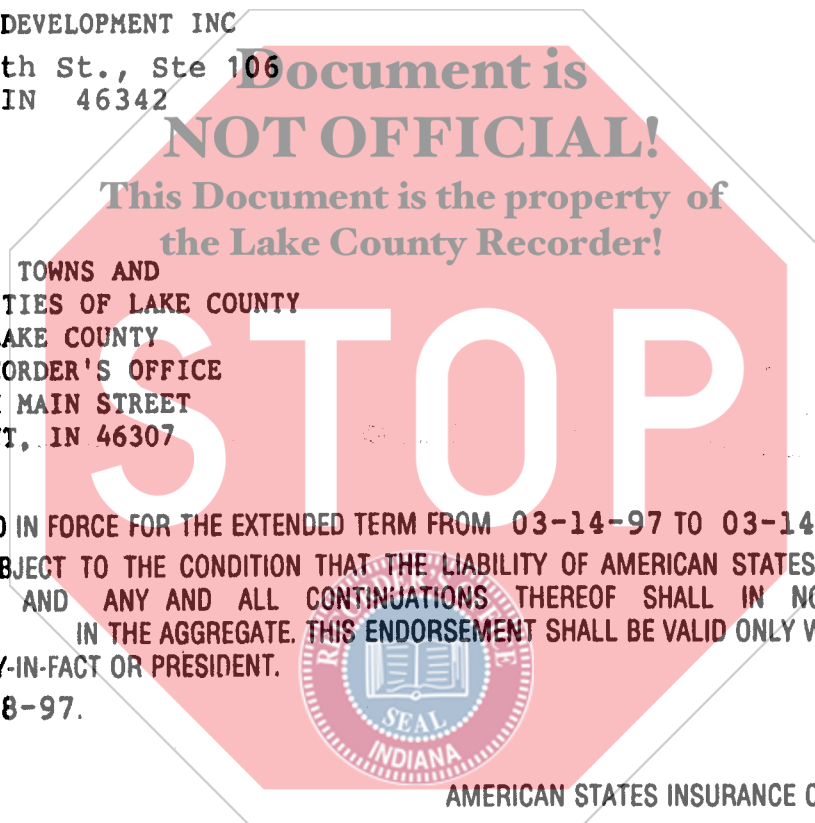 DEVELOPMENT INC
th St., Ste 106
IN 46342
Document is
NOT OFFICIAL!
This Document is the property of
the Lake County Recorder!
TOWNS AND
TIES OF LAKE COUNTY
AKE COUNTY
ORDER'S OFFICE
MAIN STREET
T, IN 46307
STOP
IN FORCE FOR THE EXTENDED TERM FROM 03-14-97 TO 03-14
BJECT TO THE CONDITION THAT THE LIABILITY OF AMERICAN STATES
AND ANY AND ALL CONTINUATIONS THEREOF SHALL IN NO
IN THE AGGREGATE. THIS ENDORSEMENT SHALL BE VALID ONLY W
Y-IN-FACT OR PRESIDENT.
8-97.
RECORDER'S OFFICE
SEAL
INDIANA
AMERICAN STATES INSURANCE C